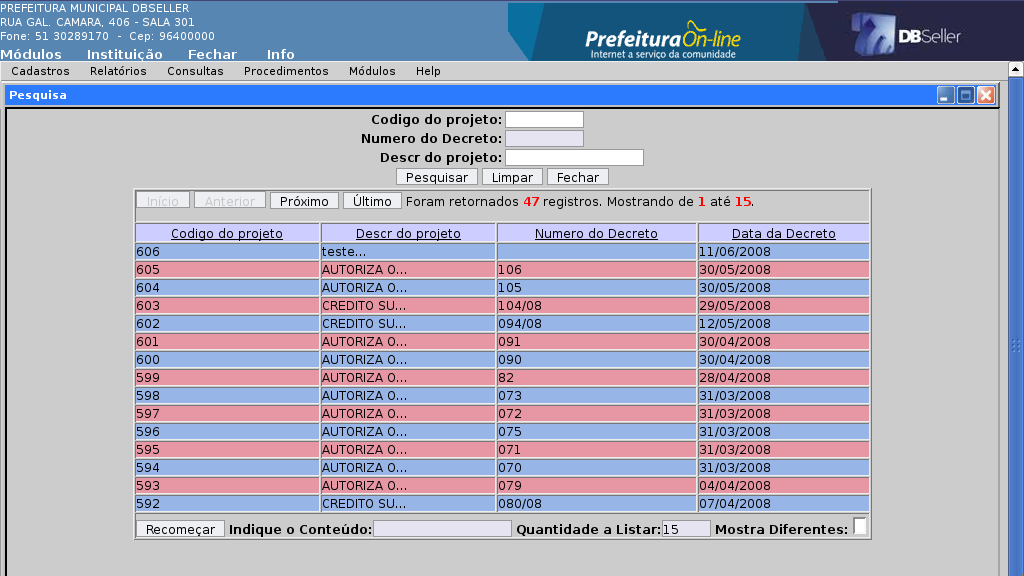 PREFEITURA MUNICIPAL DBSELLER
RUA GAL. CAMARA, 406 - SALA 301
Fone: 51 30289170 - Cep: 96400000
Módulos Instituição Fechar Info
PrefeituraOn-line
Internet a serviço da comunidade
DBSeller
Cadastros Relatórios Consultas Procedimentos Módulos Help
Pesquisa
Codigo do projeto:
Numero do Decreto:
Descr do projeto:
Pesquisar Limpar Fechar
Início Anterior Próximo Último Foram retornados 47 registros. Mostrando de 1 até 15.
Codigo do projeto Descr do projeto Numero do Decreto Data da Decreto
606 teste... 11/06/2008
605 AUTORIZA O... 106 30/05/2008
604 AUTORIZA O... 105 30/05/2008
603 CREDITO SU... 104/08 29/05/2008
602 CREDITO SU... 094/08 12/05/2008
601 AUTORIZA O... 091 30/04/2008
600 AUTORIZA O... 090 30/04/2008
599 AUTORIZA O... 82 28/04/2008
598 AUTORIZA O... 073 31/03/2008
597 AUTORIZA O... 072 31/03/2008
596 AUTORIZA O... 075 31/03/2008
595 AUTORIZA O... 071 31/03/2008
594 AUTORIZA O... 070 31/03/2008
593 AUTORIZA O... 079 04/04/2008
592 CREDITO SU... 080/08 07/04/2008
Recomeçar Indique o Conteúdo: Quantidade a Listar: 15 Mostra Diferentes: